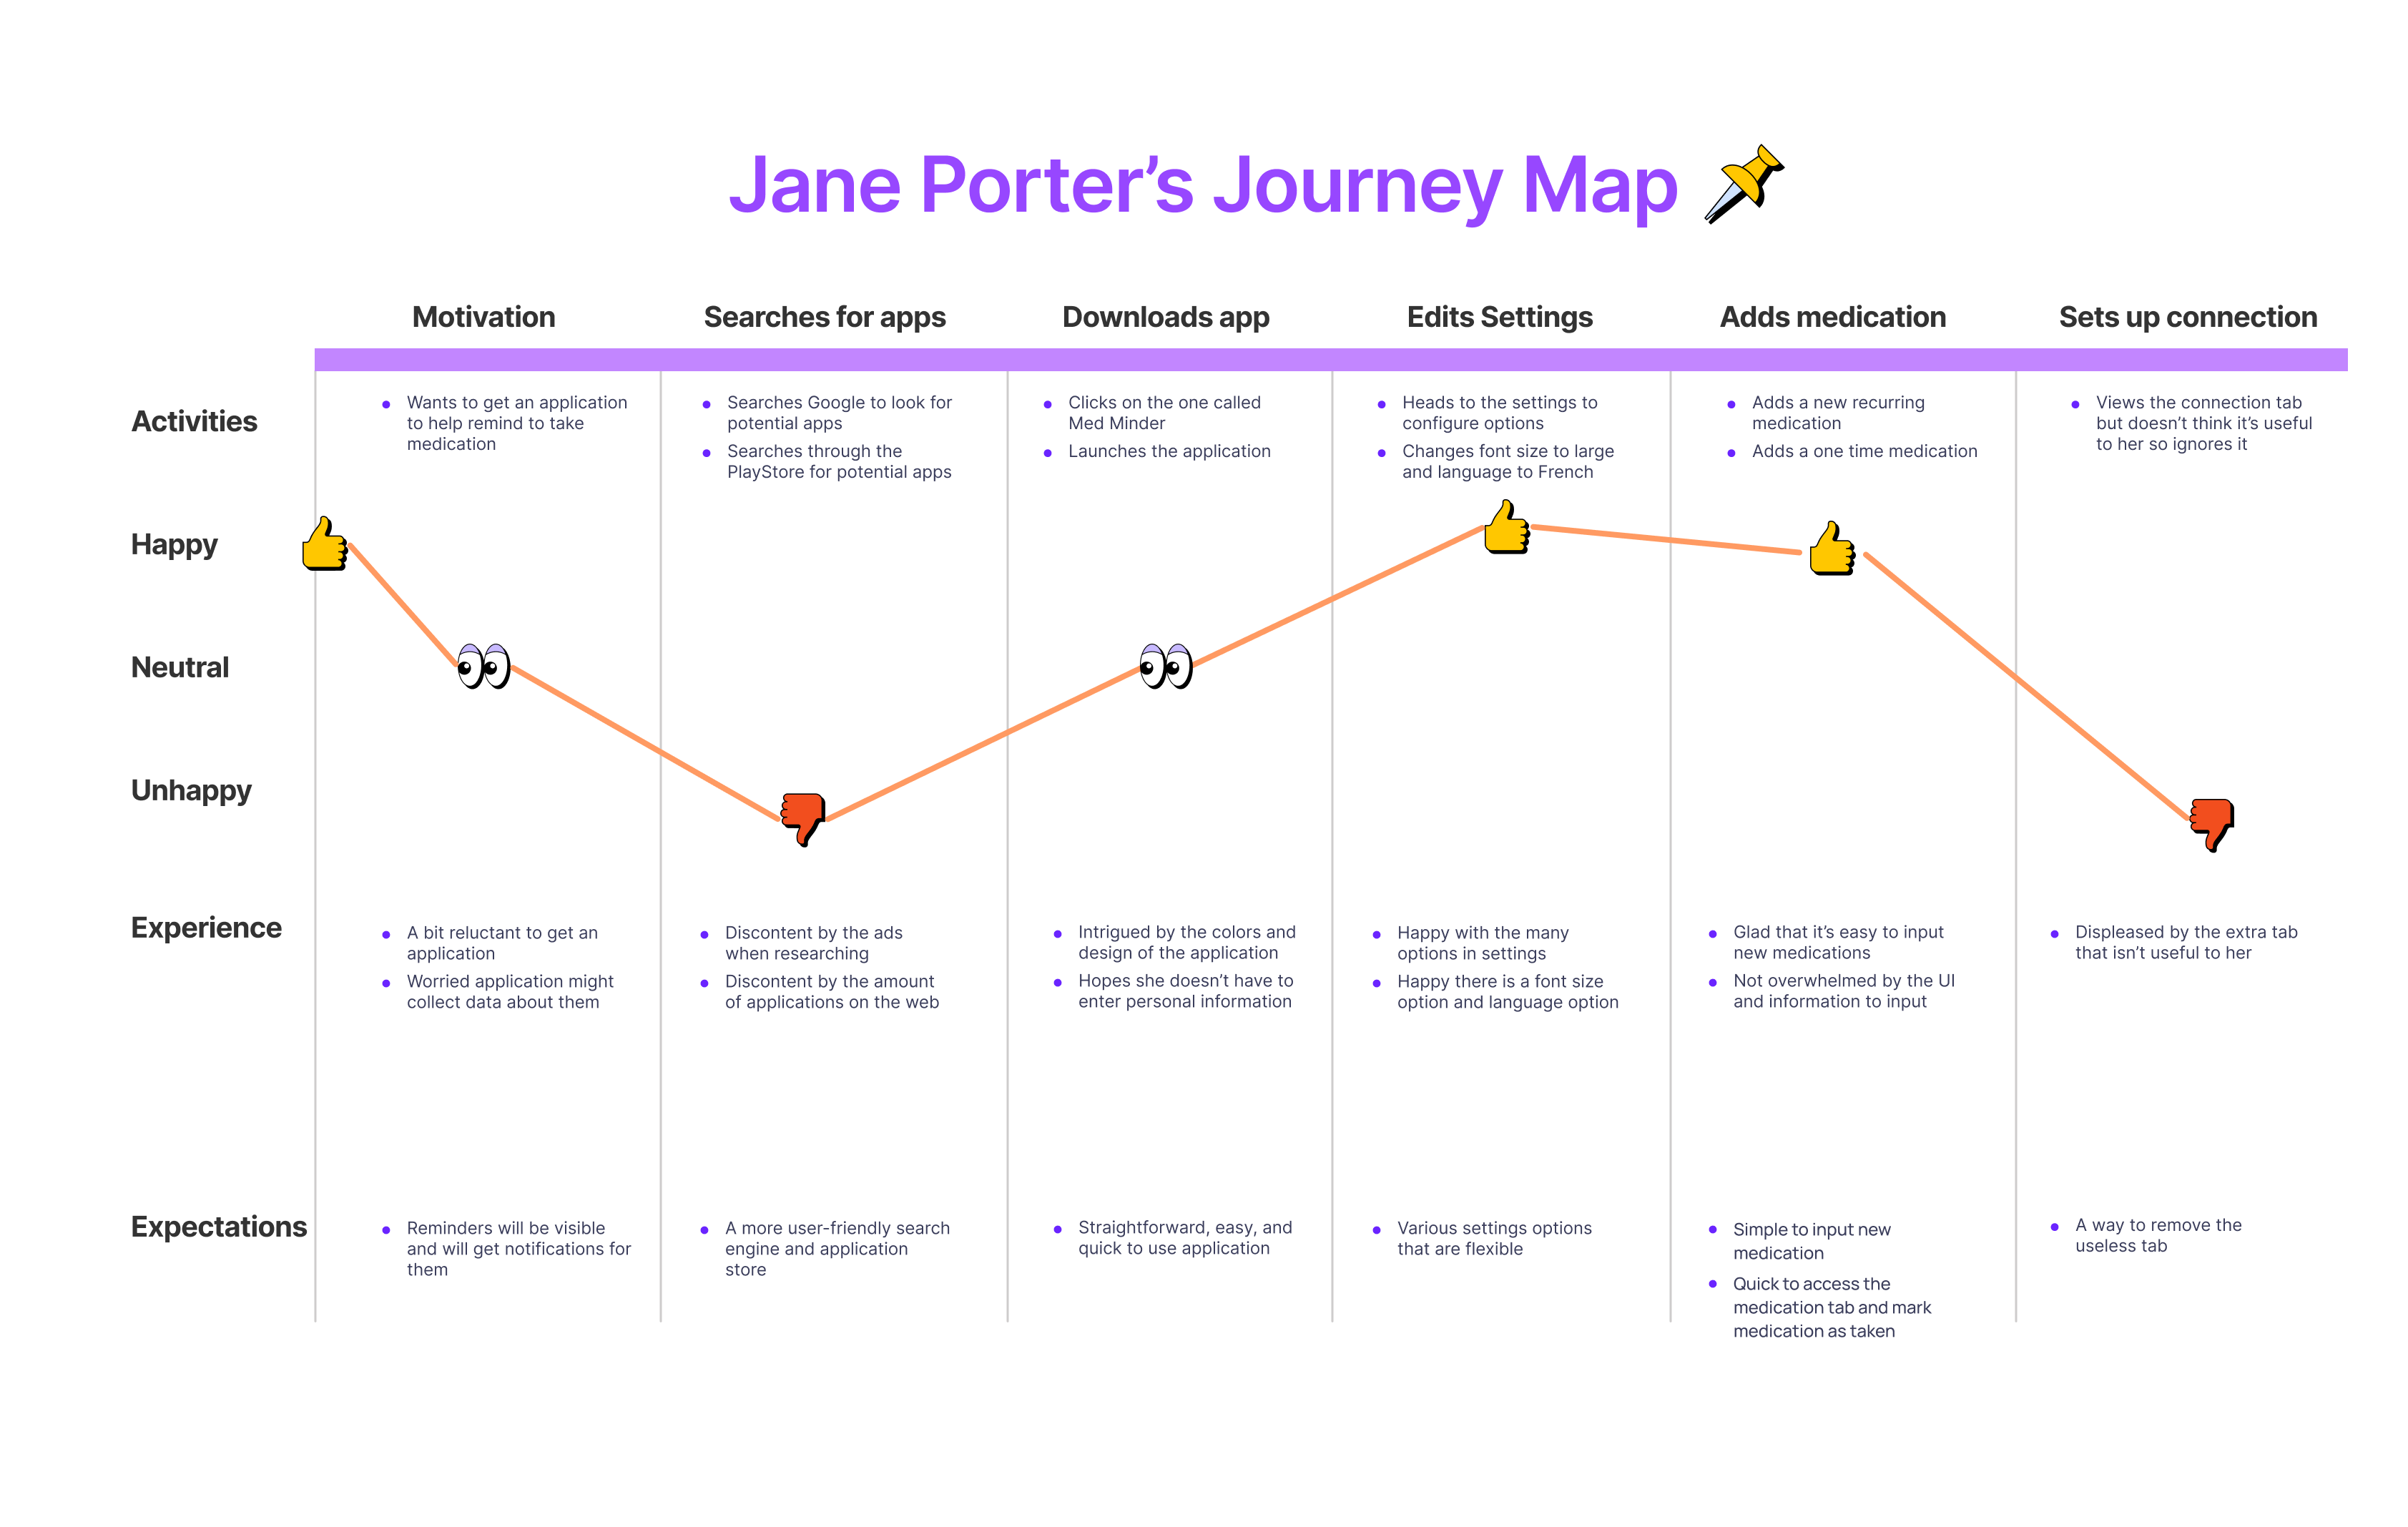 Jane Porter’s Journey Map
Motivation
Searches for apps
Downloads app
Edits Settings
Adds medication
Sets up connection
Activities
Wants to get an application
to help remind to take
medication
Searches Google to look for
potential apps
Searches through the
PlayStore for potential apps
Clicks on the one called
Med Minder
Launches the application
Heads to the settings to
configure options
Changes font size to large
and language to French
Adds a new recurring
medication
Adds a one time medication
Views the connection tab
but doesn’t think it’s useful
to her so ignores it
Happy
Neutral
Unhappy
Experience
A bit reluctant to get an
application
Worried application might
collect data about them
Discontent by the ads
when researching
Discontent by the amount
of applications on the web
Intrigued by the colors and
design of the application
Hopes she doesn’t have to
enter personal information
Happy with the many
options in settings
Happy there is a font size
option and language option
Glad that it’s easy to input
new medications
Not overwhelmed by the UI
and information to input
Displeased by the extra tab
that isn’t useful to her
Expectations
Reminders will be visible
and will get notifications for
them
A more user-friendly search
engine and application
store
Straightforward, easy, and
quick to use application
Various settings options
that are flexible
Simple to input new
medication
Quick to access the
medication tab and mark
medication as taken
A way to remove the
useless tab